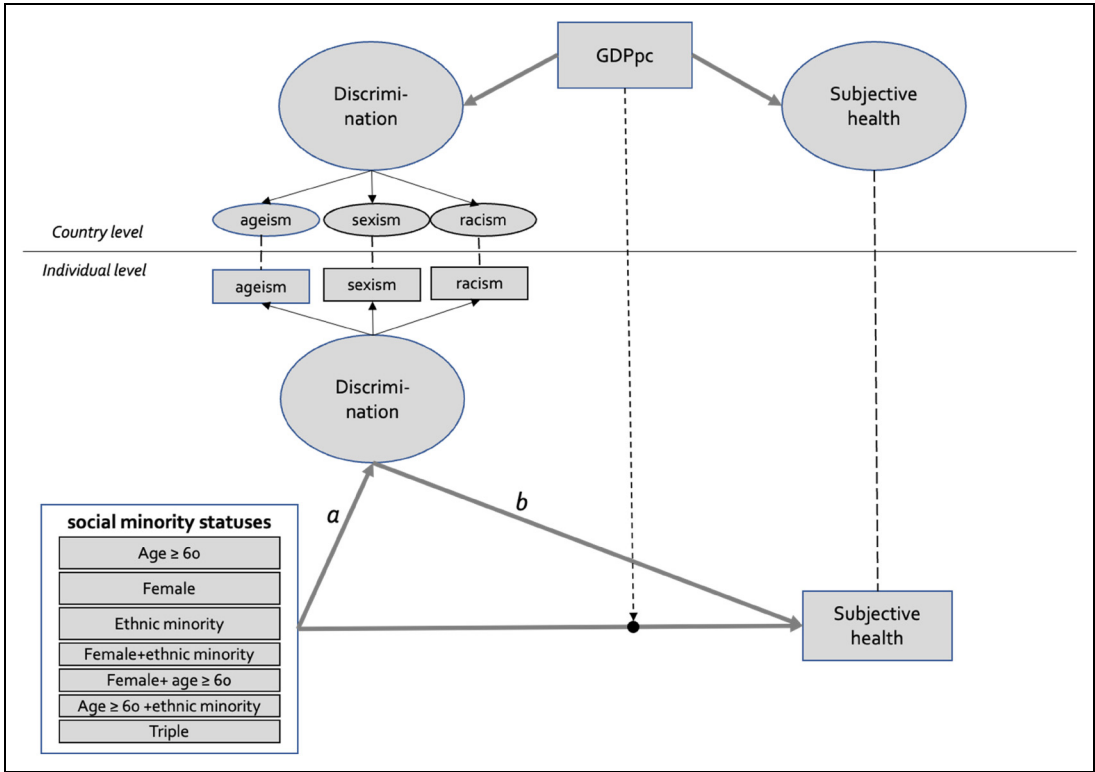 GDPpc
Discrimi-
nation
Subjective
health
ageism
sexism
racism
Country level
Individual level
ageism
sexism
racism
Discrimi-
nation
a
b
social minority statuses
Age ≥ 60
Female
Ethnic minority
Female+ethnic minority
Female+ age ≥ 60
Age ≥ 60 +ethnic minority
Triple
Subjective
health